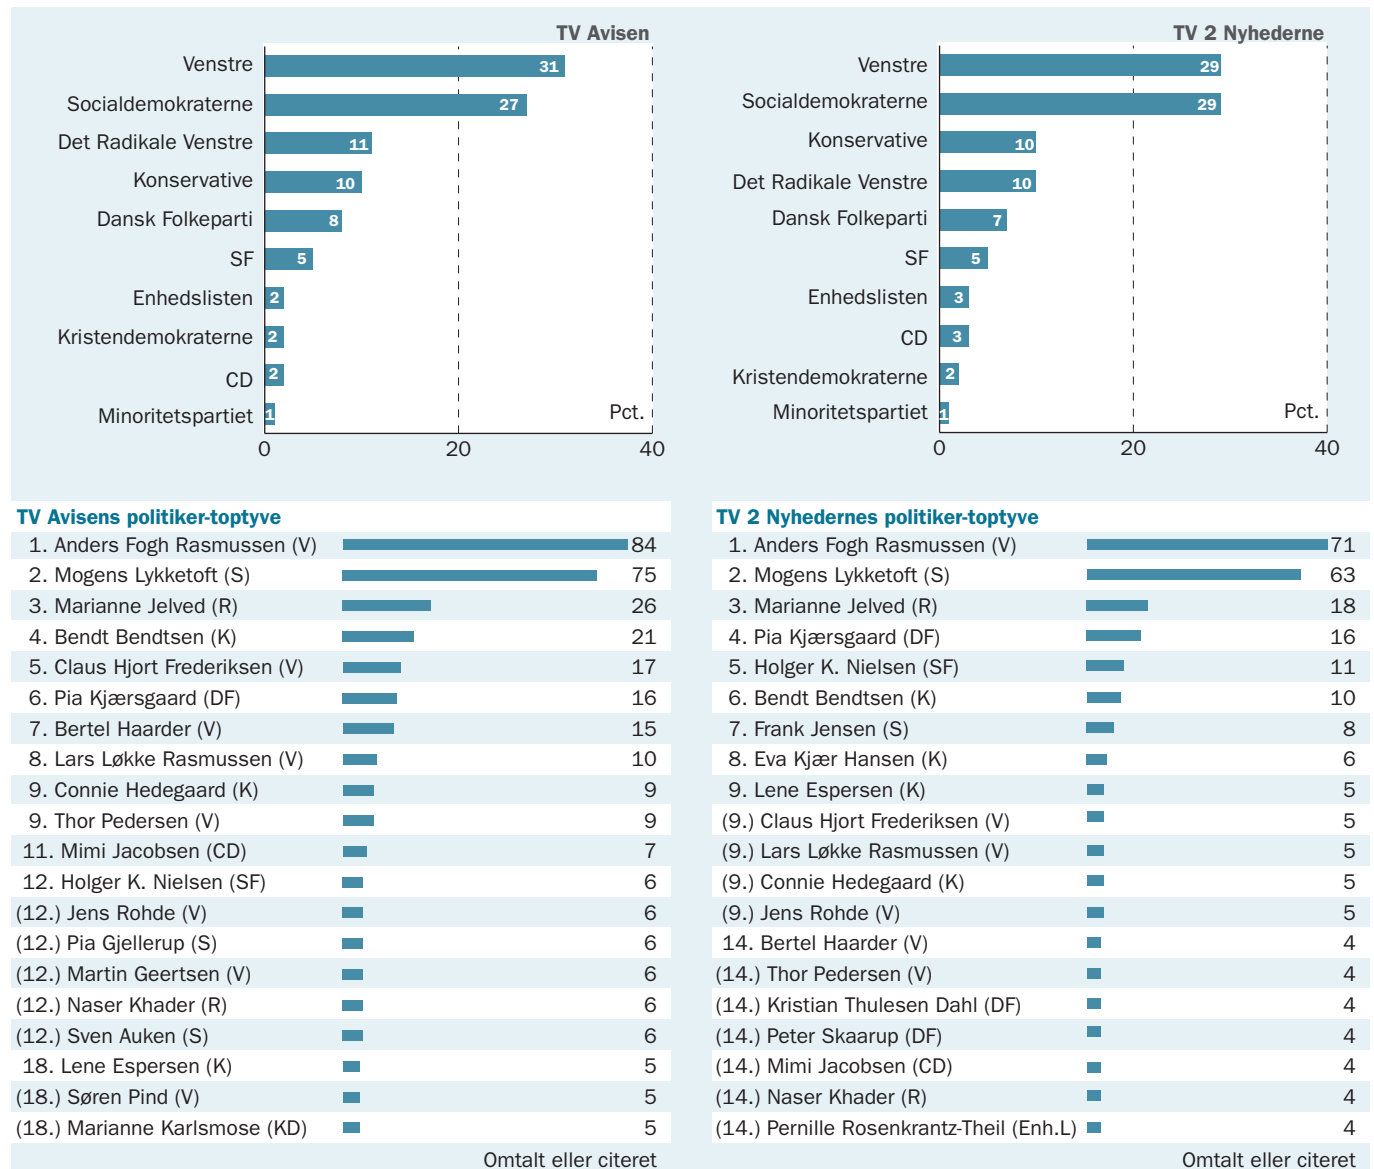 TV Avisen
Venstre 31
Socialdemokraterne 27
Det Radikale Venstre 11
Konservative 10
Dansk Folkeparti 8
SF 5
Enhedslisten 2
Kristendemokraterne 2
CD 2
Minoritetspartiet 1 Pct.
0 20 40
TV 2 Nyhederne
Venstre 29
Socialdemokraterne 29
Konservative 10
Det Radikale Venstre 10
Dansk Folkeparti 7
SF 5
Enhedslisten 3
CD 3
Kristendemokraterne 2
Minoritetspartiet 1 Pct.
0 20 40
TV Avisens politiker-toptyve
1. Anders Fogh Rasmussen (V) 84
2. Mogens Lykketoft (S) 75
3. Marianne Jelved (R) 26
4. Bendt Bendtsen (K) 21
5. Claus Hjort Frederiksen (V) 17
6. Pia Kjærsgaard (DF) 16
7. Bertel Haarder (V) 15
8. Lars Løkke Rasmussen (V) 10
9. Connie Hedegaard (K) 9
9. Thor Pedersen (V) 9
11. Mimi Jacobsen (CD) 7
12. Holger K. Nielsen (SF) 6
(12.) Jens Rohde (V) 6
(12.) Pia Gjellerup (S) 6
(12.) Martin Geertsen (V) 6
(12.) Naser Khader (R) 6
(12.) Sven Auken (S) 6
18. Lene Espersen (K) 5
(18.) Søren Pind (V) 5
(18.) Marianne Karlsmose (KD) 5
Omtalt eller citeret
TV 2 Nyhedernes politiker-toptyve
1. Anders Fogh Rasmussen (V) 71
2. Mogens Lykketoft (S) 63
3. Marianne Jelved (R) 18
4. Pia Kjærsgaard (DF) 16
5. Holger K. Nielsen (SF) 11
6. Bendt Bendtsen (K) 10
7. Frank Jensen (S) 8
8. Eva Kjær Hansen (K) 6
9. Lene Espersen (K) 5
(9.) Claus Hjort Frederiksen (V) 5
(9.) Lars Løkke Rasmussen (V) 5
(9.) Connie Hedegaard (K) 5
(9.) Jens Rohde (V) 5
14. Bertel Haarder (V) 4
(14.) Thor Pedersen (V) 4
(14.) Kristian Thulesen Dahl (DF) 4
(14.) Peter Skaarup (DF) 4
(14.) Mimi Jacobsen (CD) 4
(14.) Naser Khader (R) 4
(14.) Pernille Rosenkrantz-Theil (Enh.L) 4
Omtalt eller citeret